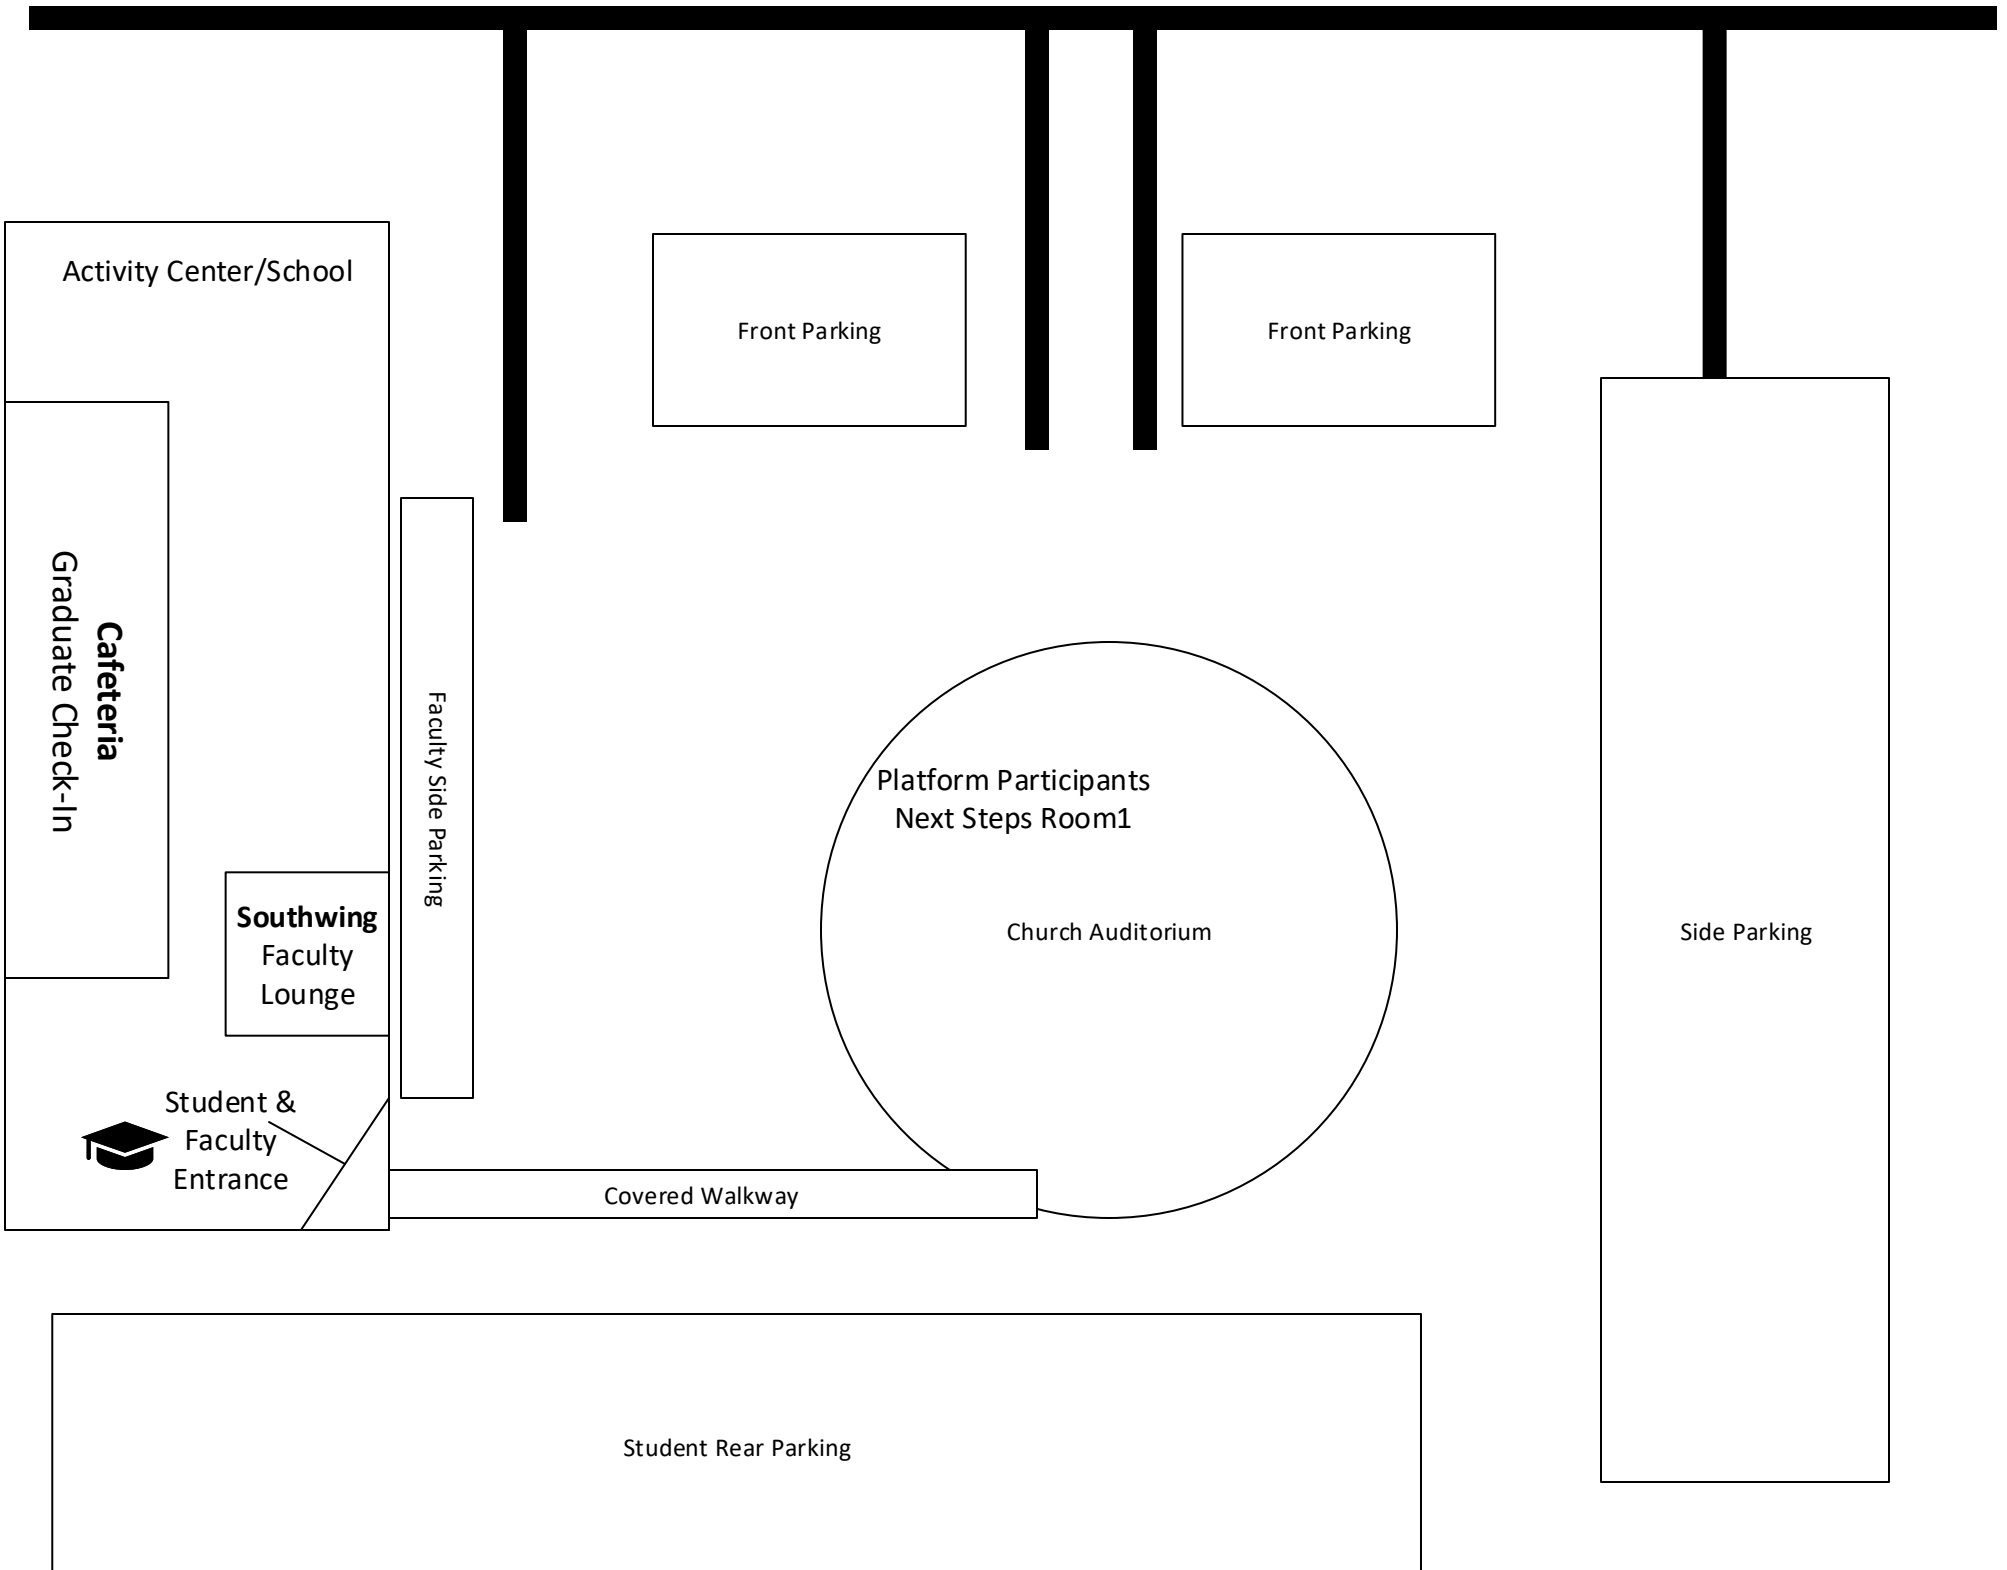 Activity Center/School
Front Parking
Front Parking
Cafeteria
Graduate Check-In
Faculty Side Parking
Platform Participants
Next Steps Room1
Church Auditorium
Side Parking
Southwing
Faculty
Lounge
Student &
Faculty
Entrance
Covered Walkway
Student Rear Parking